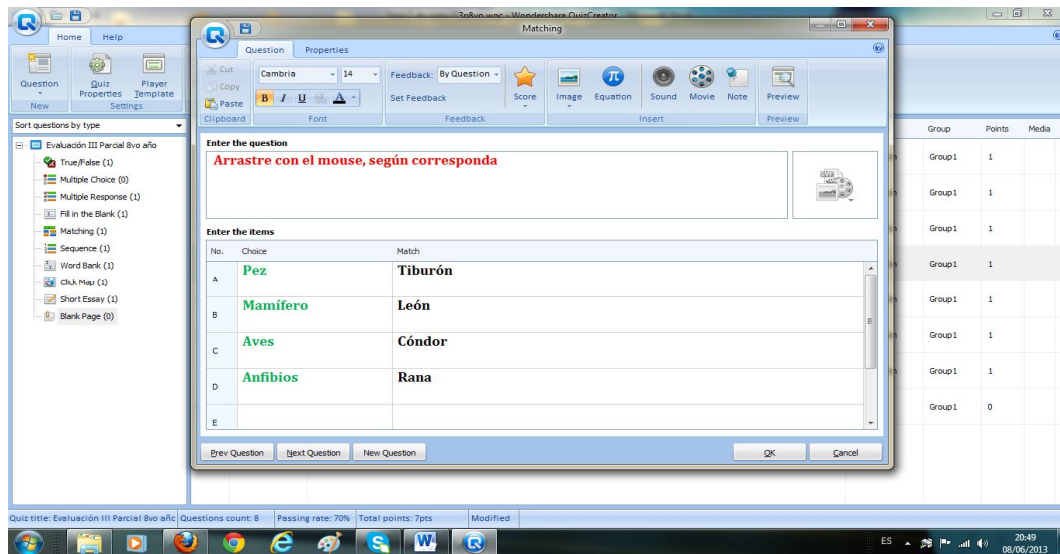 3p8vo.wqc - Wondershare QuizCreator
Matching
Home Help
Question Properties
Question
Quiz Properties
Player Template
New
Settings
Cut
Copy
Paste
Clipboard
Cambria 14
B I U A
Font
Feedback: By Question
Set Feedback
Score
Feedback
Image
Equation
Sound
Movie
Note
Insert
Preview
Preview
Sort questions by type
Evaluación III Parcial 8vo año
True/False (1)
Multiple Choice (0)
Multiple Response (1)
Fill in the Blank (1)
Matching (1)
Sequence (1)
Word Bank (1)
Click Map (1)
Short Essay (1)
Blank Page (0)
Enter the question
Arrastre con el mouse, según corresponda
Enter the items
No. Choice Match
A Pez Tiburón
B Mamífero León
C Aves Cóndor
D Anfibios Rana
E
Prev Question Next Question New Question OK Cancel
Group Points Media
Group1 1
Group1 1
Group1 1
Group1 1
Group1 1
Group1 1
Group1 1
Group1 0
Quiz title: Evaluación III Parcial 8vo añc Questions count: 8 Passing rate: 70% Total points: 7pts Modified
ES 20:49
08/06/2013